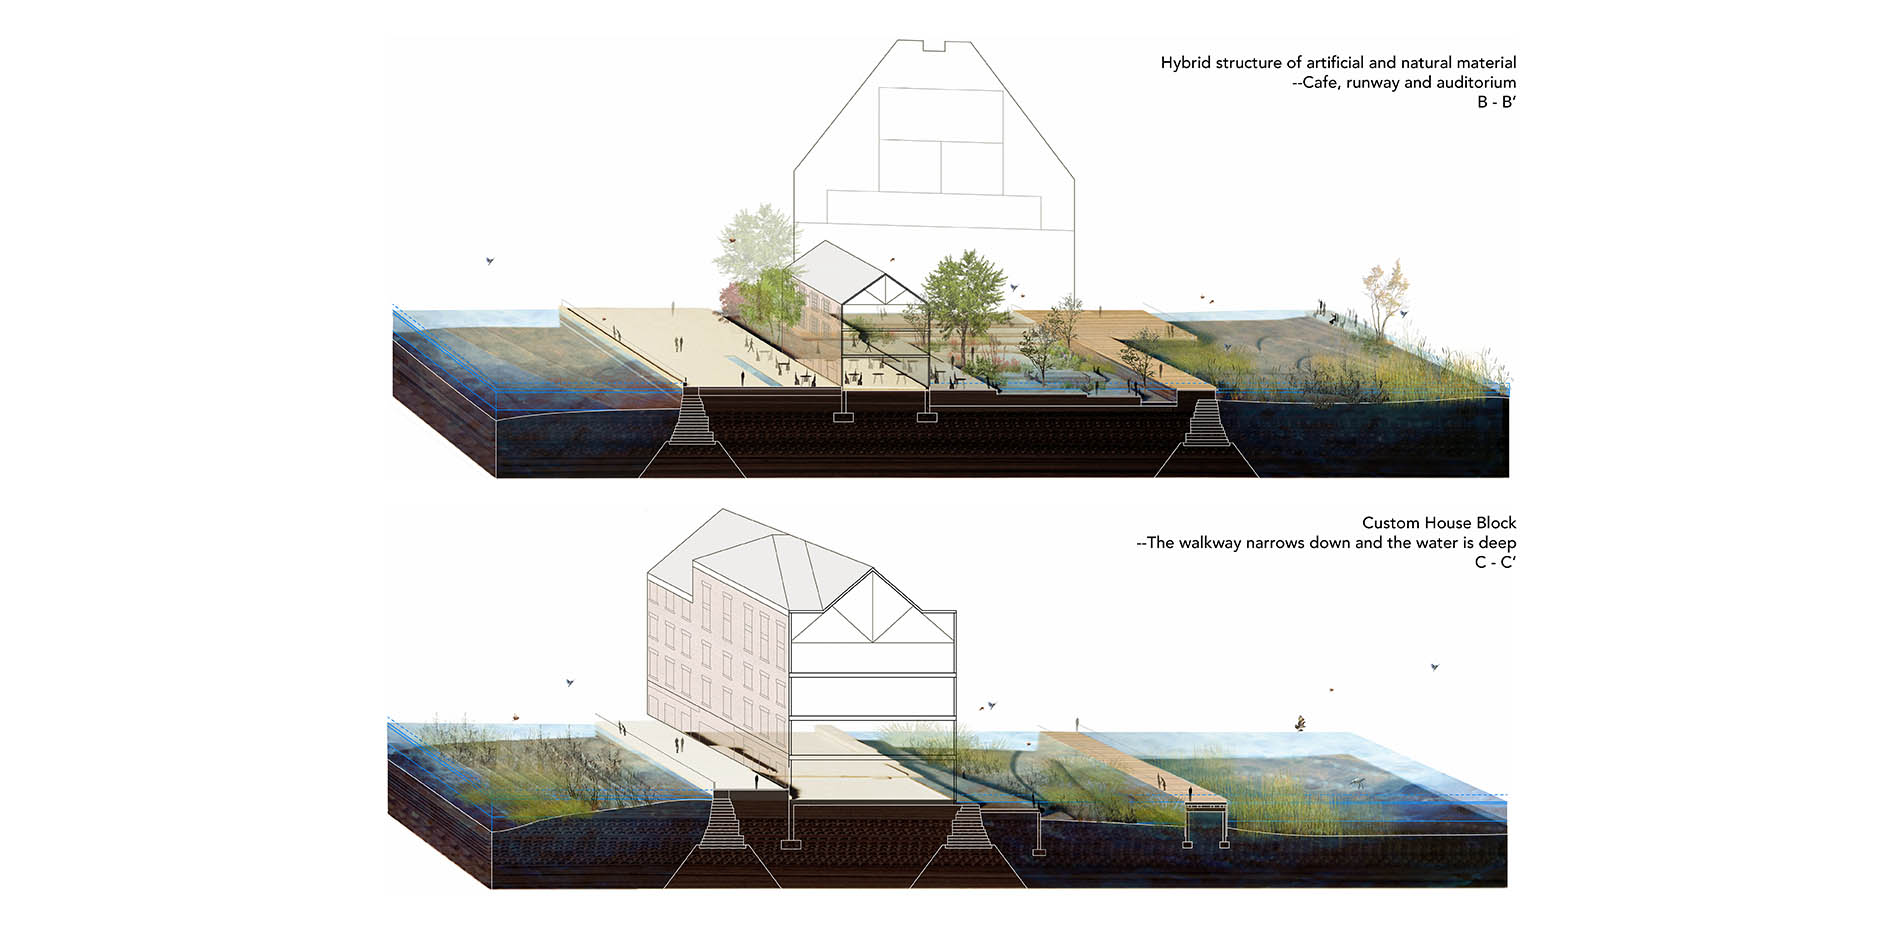 Hybrid structure of artificial and natural material
--Cafe, runway and auditorium
B - B‘
Custom House Block
--The walkway narrows down and the water is deep
C - C‘